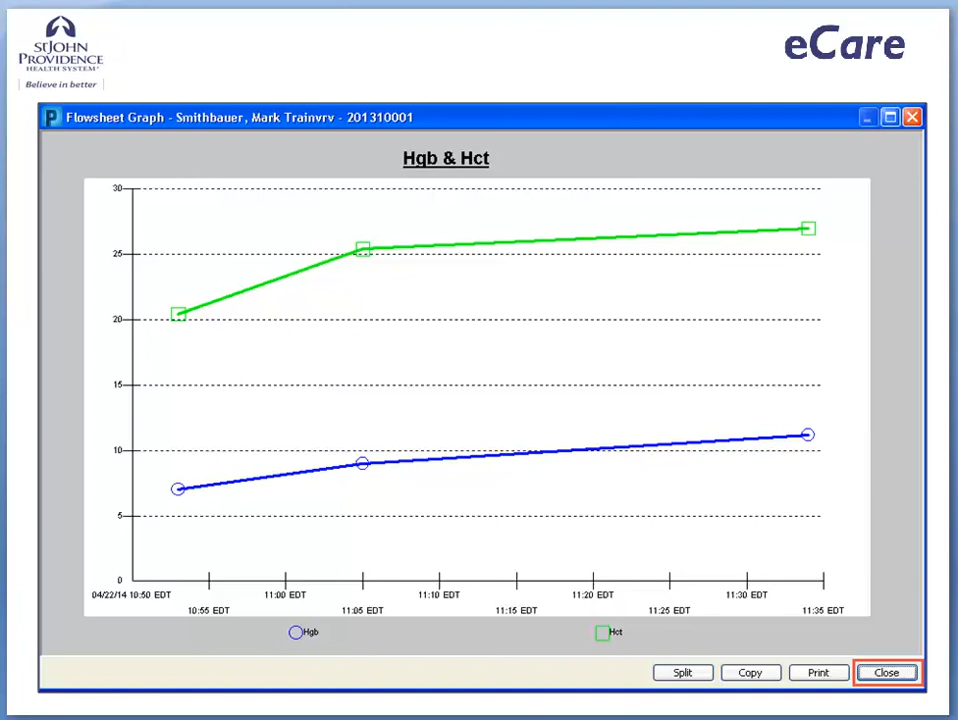 StJOHN
PROVIDENCE
HEALTH SYSTEM
Believe in better
eCare
P Flowsheet Graph - Smithbauer, Mark Trainvrv - 201310001
Hgb & Hct
30
25
20
15
10
5
0
04/22/14 10:50 EDT
10:55 EDT
11:00 EDT
11:05 EDT
11:10 EDT
11:15 EDT
11:20 EDT
11:25 EDT
11:30 EDT
11:35 EDT
Hgb
Hct
Split
Copy
Print
Close